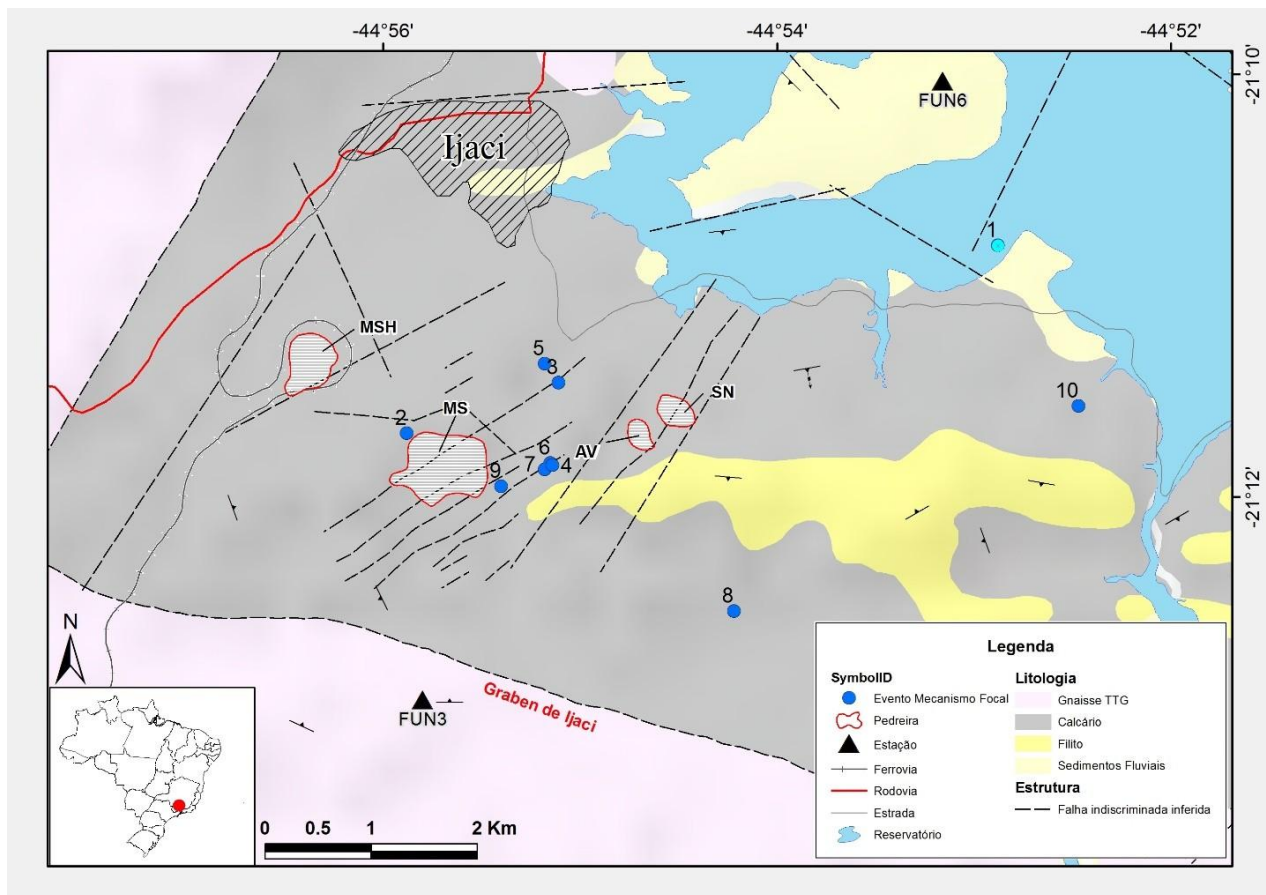 -44°56'
-44°54'
-44°52'
-21°10'
FUN6
Ijaci
1
MSH
5
3
10
MS
SN
2
AV
6
7
4
9
-21°12'
8
N
FUN3
Graben de Ijaci
0 0.5 1 2 Km
Legenda
SymbolID
Evento Mecanismo Focal
Pedreira
Estação
Ferrovia
Rodovia
Estrada
Reservatório
Litologia
Gnaisse TTG
Calcário
Filito
Sedimentos Fluviais
Estrutura
Falha indiscriminada inferida